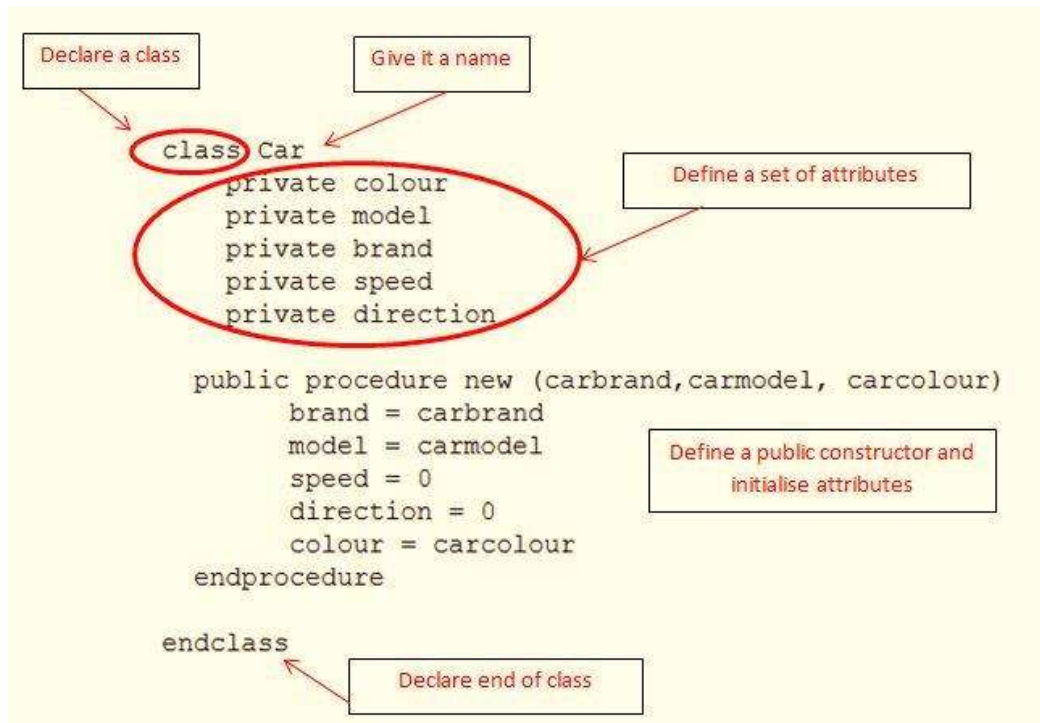 Declare a class
Give it a name
class Car
private colour
Define a set of attributes
private model
private brand
private speed
private direction
public procedure new (carbrand,carmodel, carcolour)
brand = carbrand
model = carmodel
Define a public constructor and
initialise attributes
speed = 0
direction = 0
colour = carcolour
endprocedure
endclass
Declare end of class